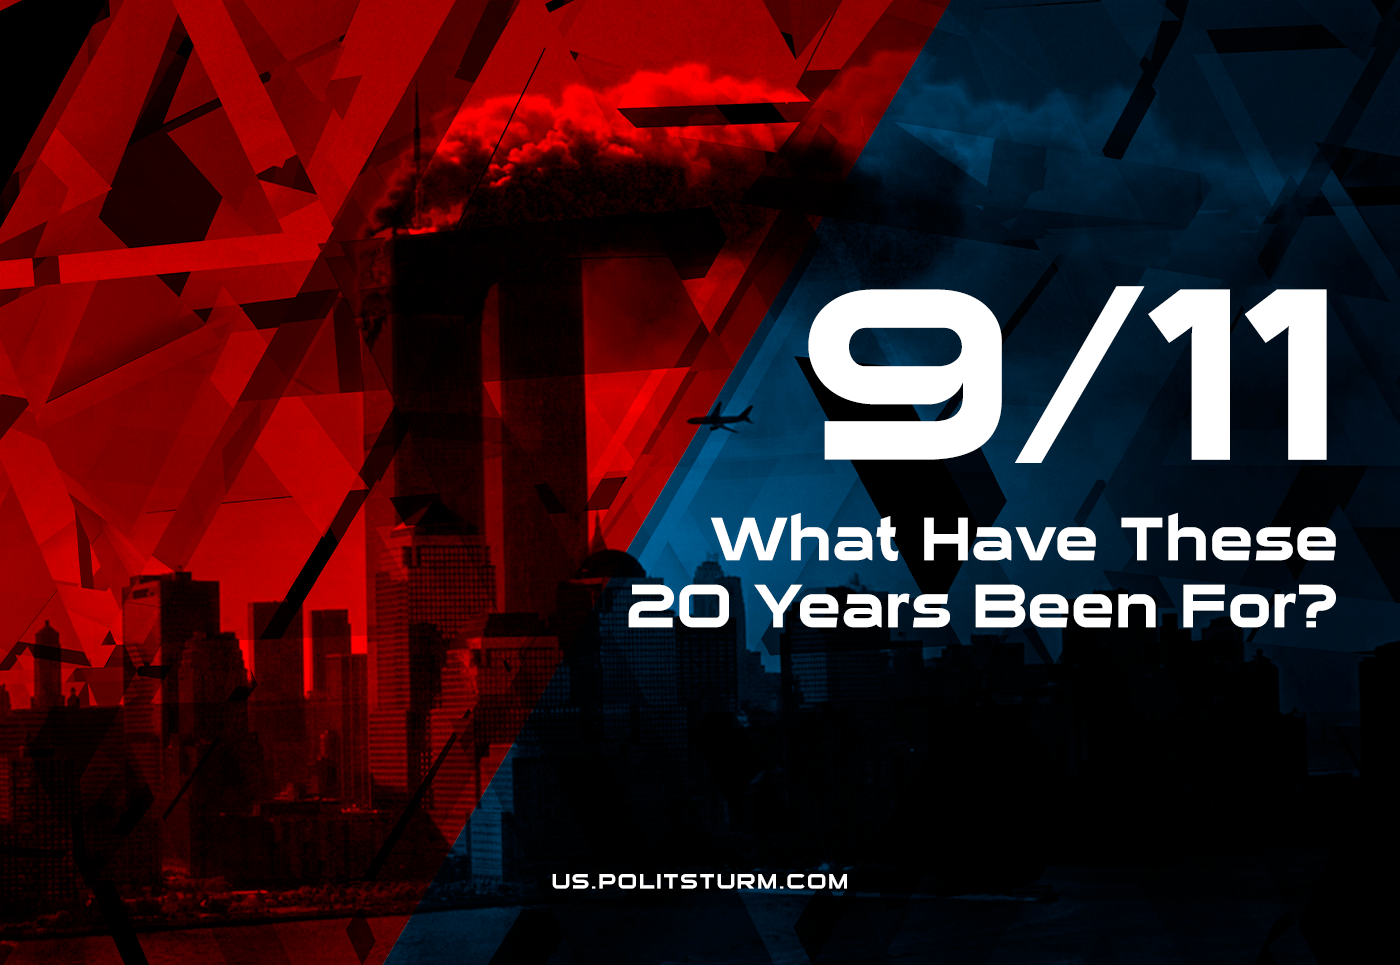 9/11
What Have These
20 Years Been For?
US.POLITSTURM.COM